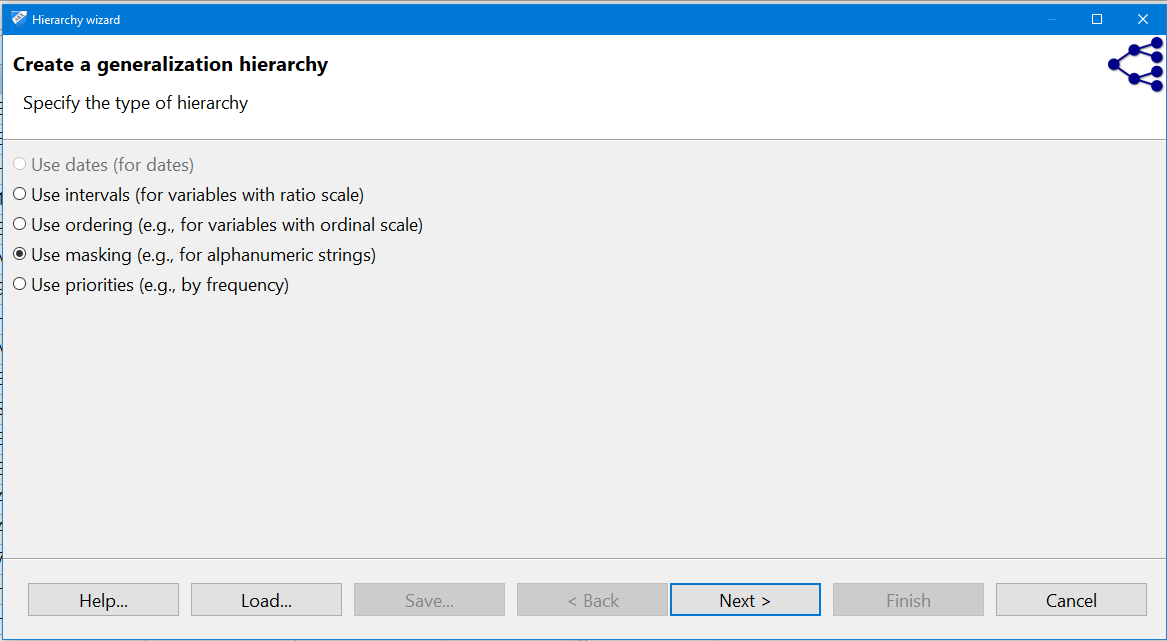 Hierarchy wizard
Create a generalization hierarchy
Specify the type of hierarchy
Use dates (for dates)
Use intervals (for variables with ratio scale)
Use ordering (e.g., for variables with ordinal scale)
Use masking (e.g., for alphanumeric strings)
Use priorities (e.g., by frequency)
Help... Load... Save... < Back Next > Finish Cancel